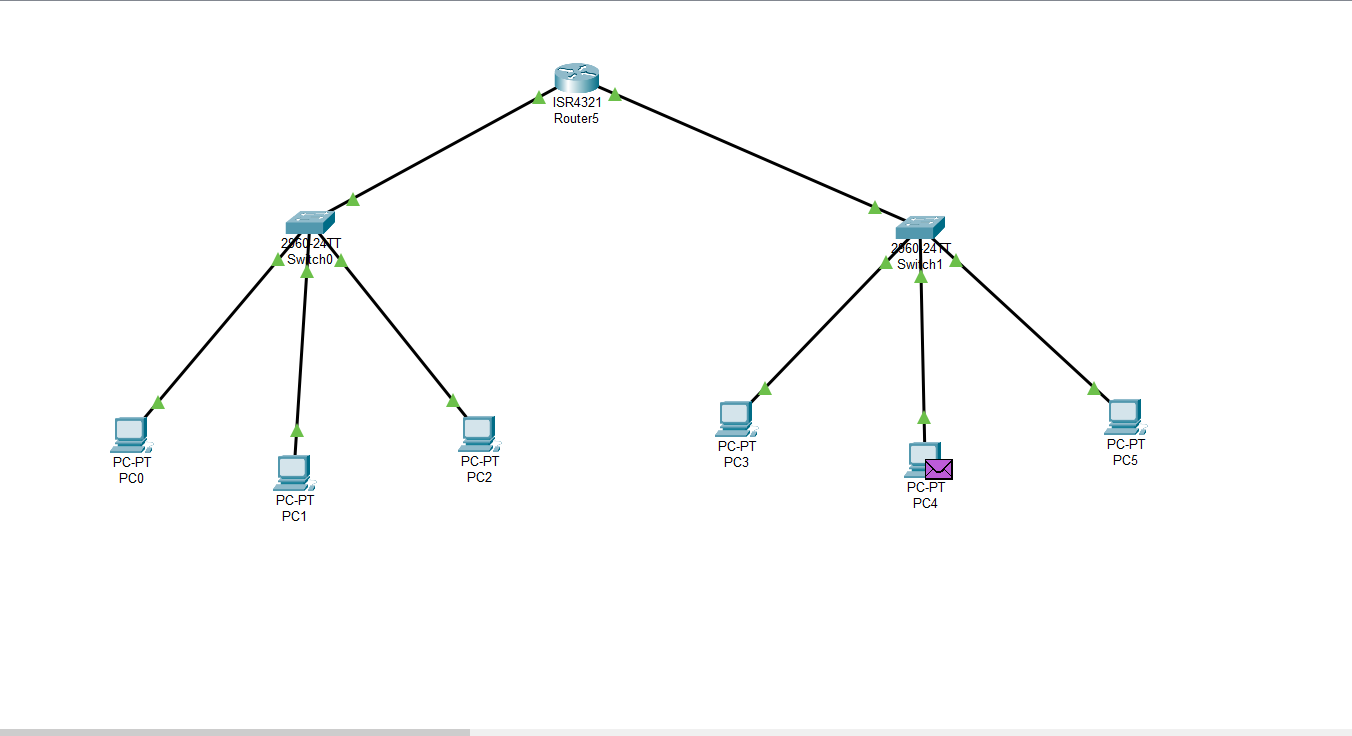 ISR4321
Router5
2960-24TT
Switch0
2960-24TT
Switch1
PC-PT
PC0
PC-PT
PC1
PC-PT
PC2
PC-PT
PC3
PC-PT
PC4
PC-PT
PC5